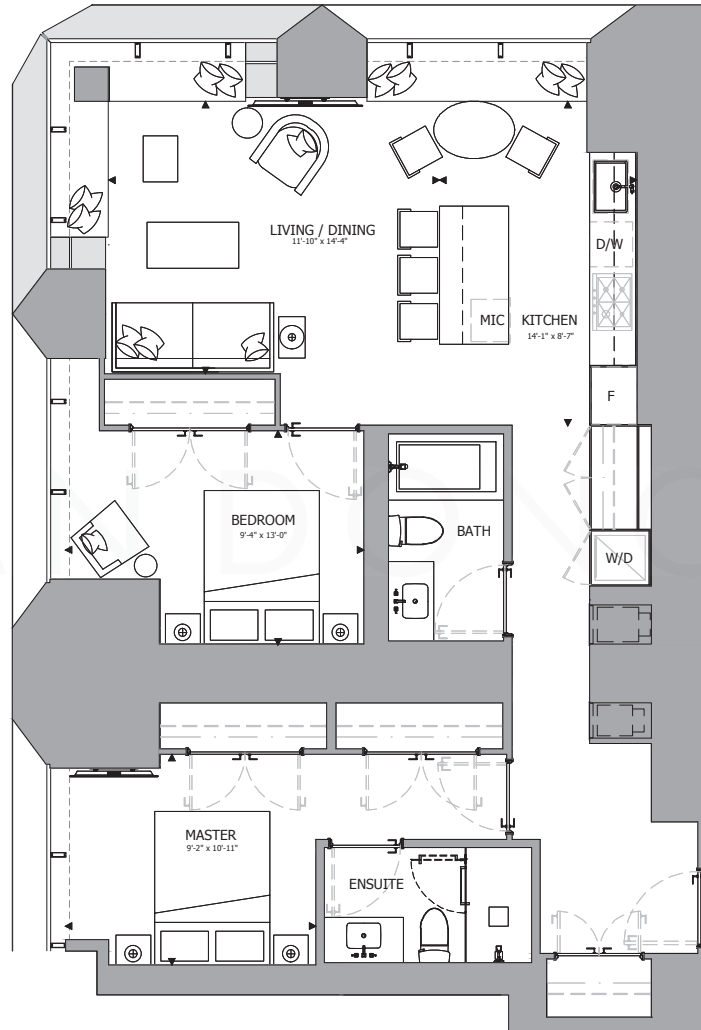 LIVING / DINING
11'-10" x 14'-4"
D/W
MIC
KITCHEN
14'-1" x 8'-7"
F
BEDROOM
9'-4" x 13'-0"
BATH
W/D
MASTER
9'-2" x 10'-11"
ENSUITE